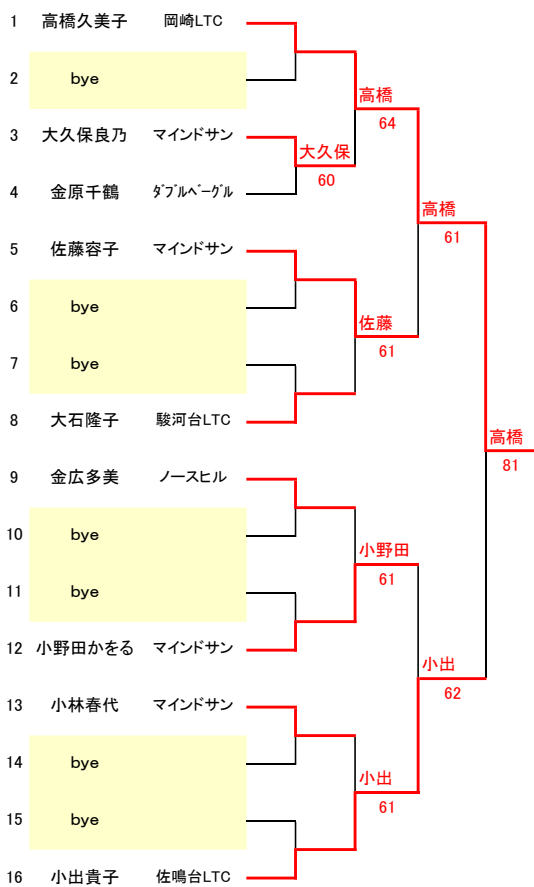 1 高橋久美子 岡崎LTC
2 bye
高橋
64
3 大久保良乃 マインドサン
大久保
60
4 金原千鶴 ﾀﾞﾌﾞﾙﾍﾞｰｸﾞﾙ
高橋
61
5 佐藤容子 マインドサン
6 bye
佐藤
61
7 bye
8 大石隆子 駿河台LTC
高橋
81
9 金広多美 ノースヒル
10 bye
小野田
61
11 bye
12 小野田かをる マインドサン
小出
62
13 小林春代 マインドサン
14 bye
小出
61
15 bye
16 小出貴子 佐鳴台LTC